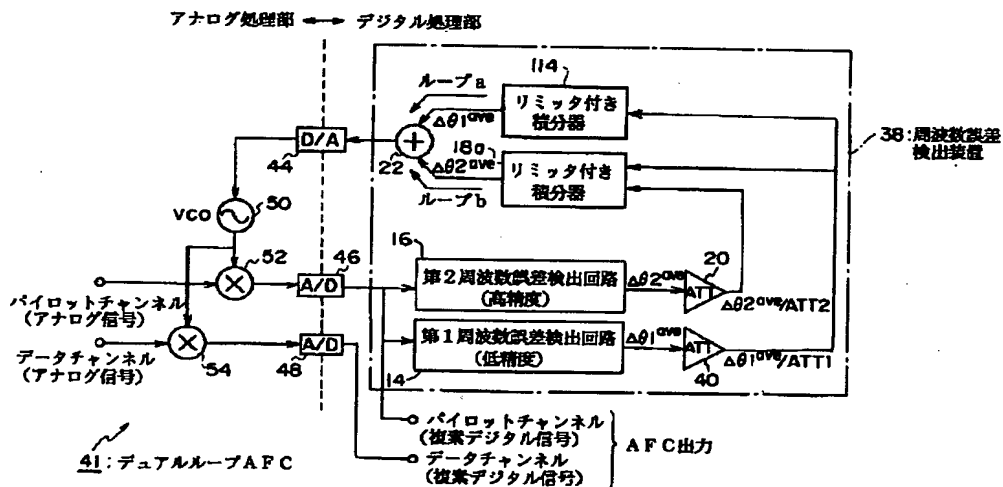 アナログ処理部 ⟷ デジタル処理部
114
ループa
リミッタ付き
積分器
Δθ1ave
38:周波数誤差
検出装置
D/A
44
22
18a
Δθ2ave
リミッタ付き
積分器
ループb
VCO
50
52
46
A/D
16
第2周波数誤差検出回路
(高精度)
Δθ2ave
20
ATT
Δθ2ave/ATT2
パイロットチャンネル
(アナログ信号)
データチャンネル
(アナログ信号)
54
A/D
48
第1周波数誤差検出回路
(低精度)
14
Δθ1ave
ATT
40
Δθ1ave/ATT1
パイロットチャンネル
(複素デジタル信号)
データチャンネル
(複素デジタル信号)
AFC出力
41:デュアルループAFC